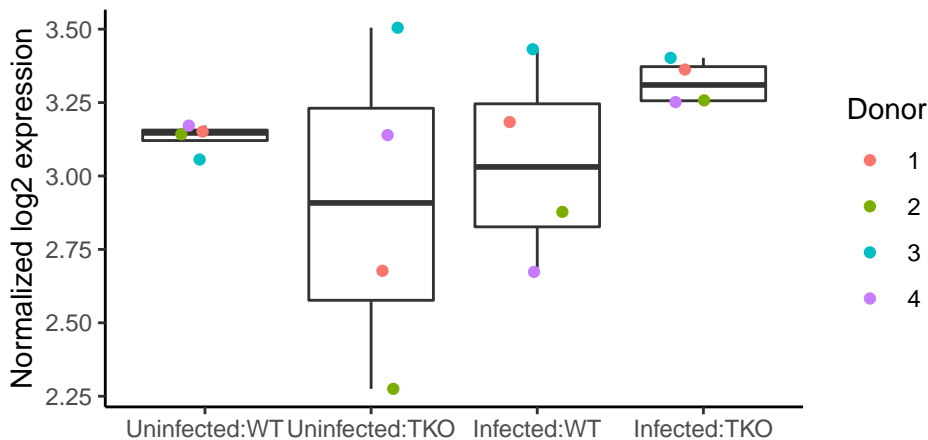 Normalized log2 expression
3.50
3.25
3.00
2.75
2.50
2.25
Uninfected:WT
Uninfected:TKO
Infected:WT
Infected:TKO
Donor
1
2
3
4